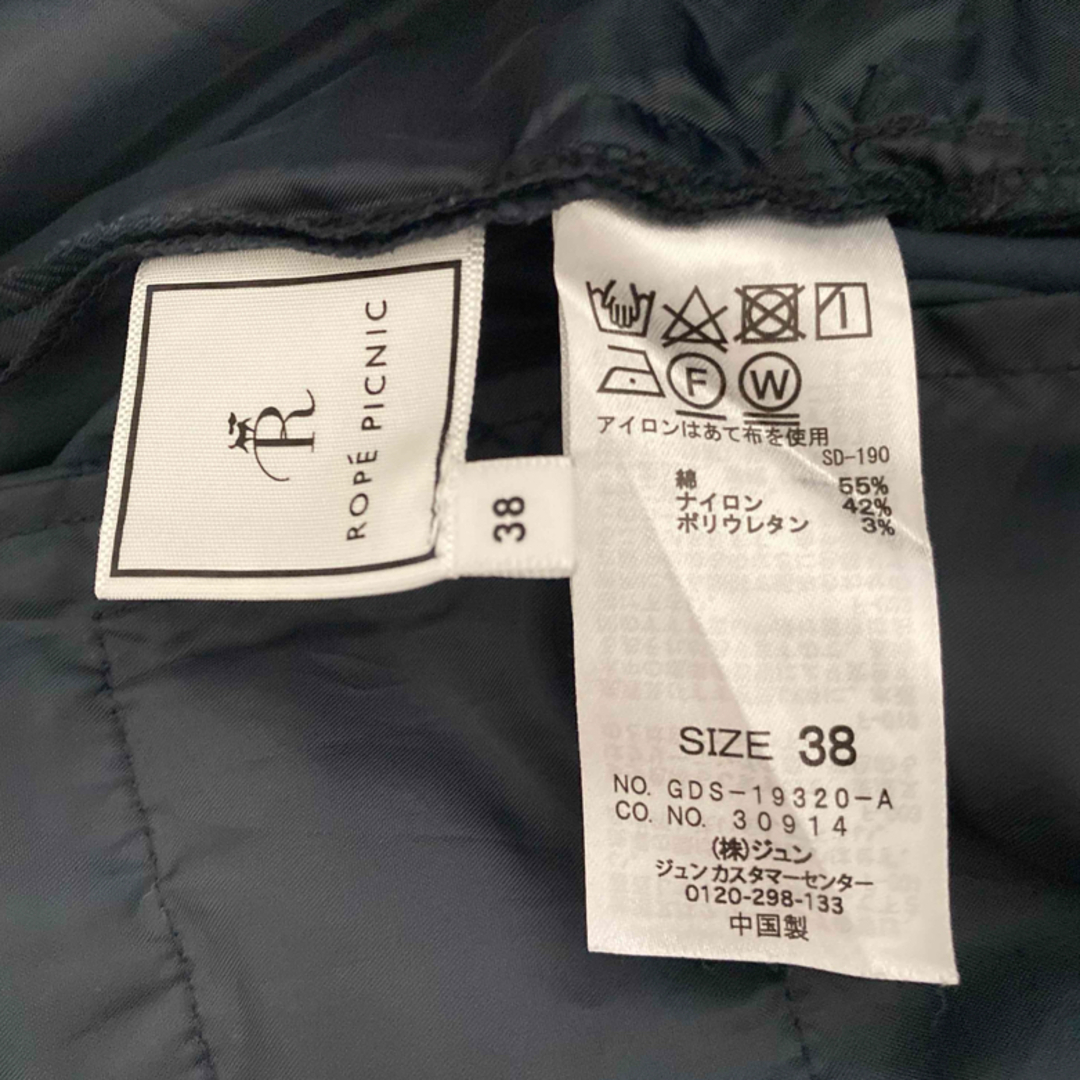 R
ROPÉ PICNIC
38
F W
アイロンはあて布を使用
SD-190
綿 55%
ナイロン 42%
ポリウレタン 3%
SIZE 38
NO. GDS-19320-A
CO. NO. 30914
(株)ジュン
ジュン カスタマーセンター
0120-298-133
中国製